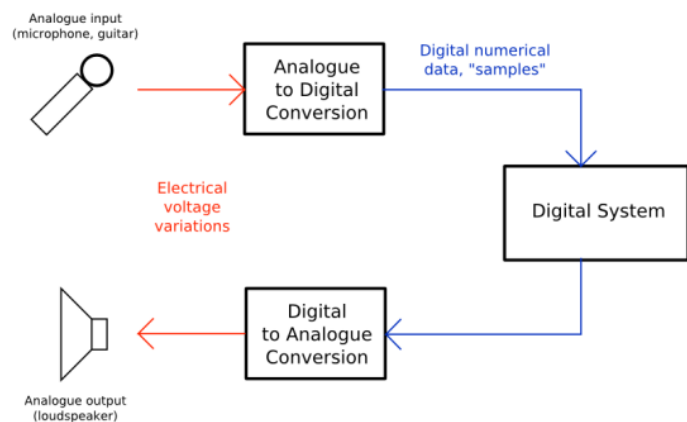 Analogue input
(microphone, guitar)
Analogue
to Digital
Conversion
Digital numerical
data, "samples"
Electrical
voltage
variations
Digital System
Digital
to Analogue
Conversion
Analogue output
(loudspeaker)